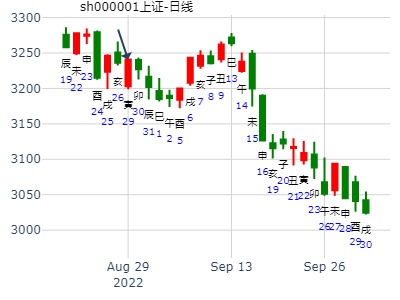 sh000001上证-日线
3300
3250
3200
3150
3100
3050
3000
辰
19
未
22
申
23
酉
24
戌
25
亥
26
寅
29
卯
30
辰
31
巳
1
午
2
酉
5
戌
6
亥
7
子
8
丑
9
巳
13
午
14
未
15
申
16
亥
19
子
20
丑
21
寅
22
卯
23
午
26
未
27
申
28
酉
29
戌
30
Aug 29
2022
Sep 13
Sep 26